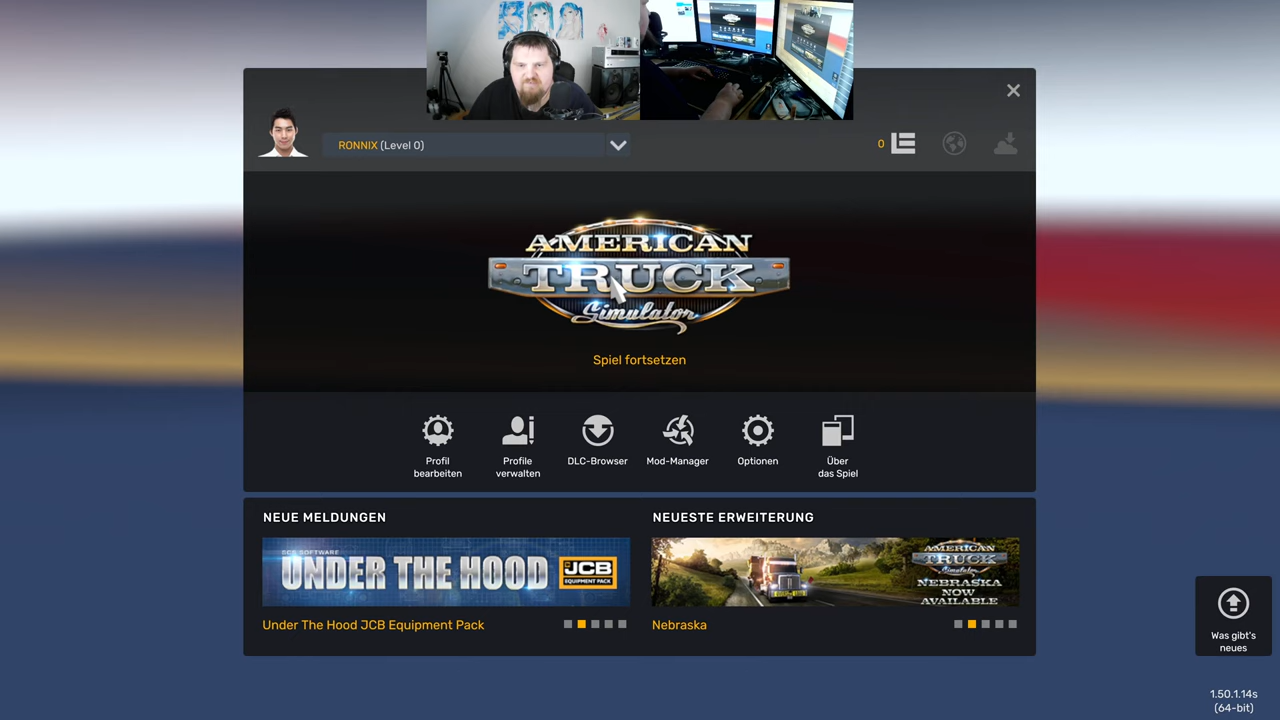 RONNIX (Level 0)
0
AMERICAN
TRUCK
Simulator
Spiel fortsetzen
Profil
bearbeiten
Profile
verwalten
DLC-Browser
Mod-Manager
Optionen
Über
das Spiel
NEUE MELDUNGEN
SCS SOFTWARE
UNDER THE HOOD
JCB
EQUIPMENT PACK
Under The Hood JCB Equipment Pack
NEUESTE ERWEITERUNG
AMERICAN
TRUCK
Simulator
NEBRASKA
NOW
AVAILABLE
Nebraska
Was gibt's
neues
1.50.1.14s
(64-bit)